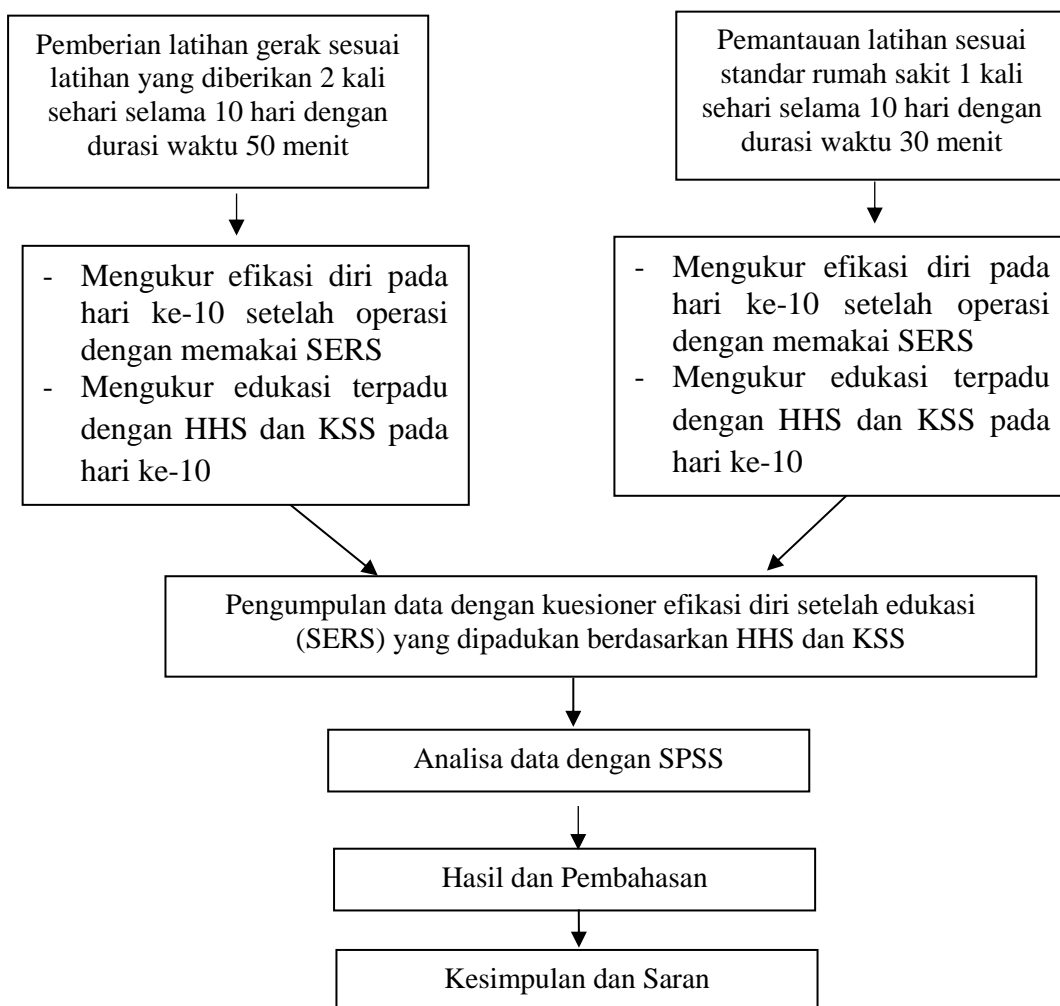 Pemberian latihan gerak sesuai
latihan yang diberikan 2 kali
sehari selama 10 hari dengan
durasi waktu 50 menit
Pemantauan latihan sesuai
standar rumah sakit 1 kali
sehari selama 10 hari dengan
durasi waktu 30 menit
- Mengukur efikasi diri pada
hari ke-10 setelah operasi
dengan memakai SERS
- Mengukur edukasi terpadu
dengan HHS dan KSS pada
hari ke-10
- Mengukur efikasi diri pada
hari ke-10 setelah operasi
dengan memakai SERS
- Mengukur edukasi terpadu
dengan HHS dan KSS pada
hari ke-10
Pengumpulan data dengan kuesioner efikasi diri setelah edukasi
(SERS) yang dipadukan berdasarkan HHS dan KSS
Analisa data dengan SPSS
Hasil dan Pembahasan
Kesimpulan dan Saran